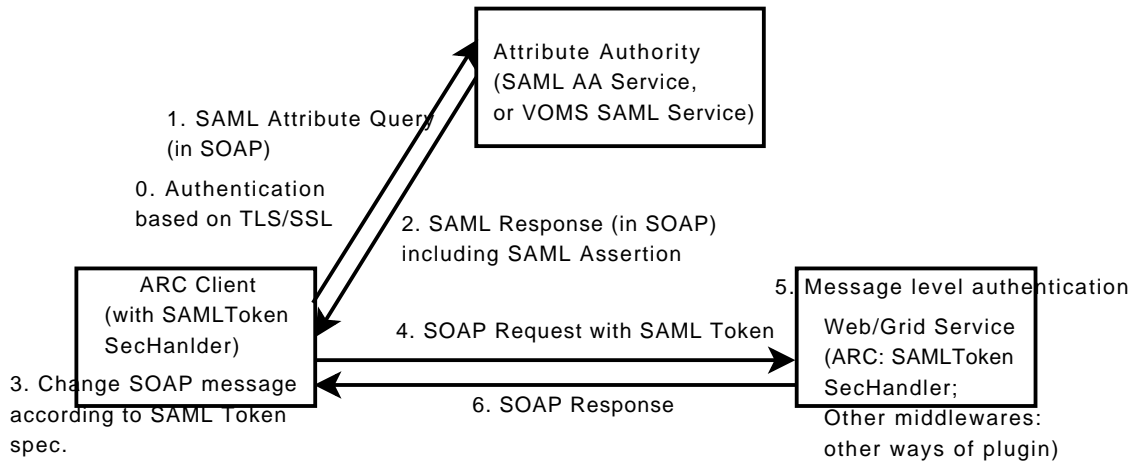 Attribute Authority
(SAML AA Service,
or VOMS SAML Service)
1. SAML Attribute Query
(in SOAP)
0. Authentication
based on TLS/SSL
2. SAML Response (in SOAP)
including SAML Assertion
ARC Client
(with SAMLToken
SecHanlder)
3. Change SOAP message
according to SAML Token
spec.
4. SOAP Request with SAML Token
6. SOAP Response
5. Message level authentication
Web/Grid Service
(ARC: SAMLToken
SecHandler;
Other middlewares:
other ways of plugin)